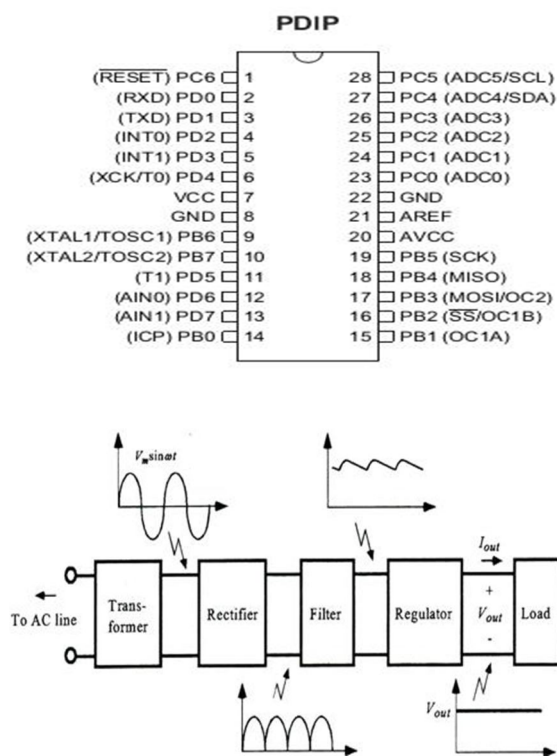 PDIP
(RESET) PC6 1 28 PC5 (ADC5/SCL)
(RXD) PD0 2 27 PC4 (ADC4/SDA)
(TXD) PD1 3 26 PC3 (ADC3)
(INT0) PD2 4 25 PC2 (ADC2)
(INT1) PD3 5 24 PC1 (ADC1)
(XCK/T0) PD4 6 23 PC0 (ADC0)
VCC 7 22 GND
GND 8 21 AREF
(XTAL1/TOSC1) PB6 9 20 AVCC
(XTAL2/TOSC2) PB7 10 19 PB5 (SCK)
(T1) PD5 11 18 PB4 (MISO)
(AIN0) PD6 12 17 PB3 (MOSI/OC2)
(AIN1) PD7 13 16 PB2 (SS/OC1B)
(ICP) PB0 14 15 PB1 (OC1A)
Vm sinωt
To AC line
Trans-
former
Rectifier
Filter
Regulator
Iout
+
Vout
-
Load
Vout